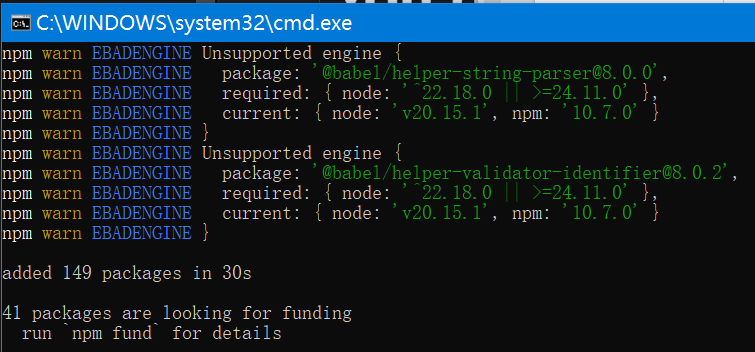 C:\WINDOWS\system32\cmd.exe
npm warn EBADENGINE Unsupported engine {
npm warn EBADENGINE   package: '@babel/helper-string-parser@8.0.0',
npm warn EBADENGINE   required: { node: '^22.18.0 || >=24.11.0' },
npm warn EBADENGINE   current: { node: 'v20.15.1', npm: '10.7.0' }
npm warn EBADENGINE }
npm warn EBADENGINE Unsupported engine {
npm warn EBADENGINE   package: '@babel/helper-validator-identifier@8.0.2',
npm warn EBADENGINE   required: { node: '^22.18.0 || >=24.11.0' },
npm warn EBADENGINE   current: { node: 'v20.15.1', npm: '10.7.0' }
npm warn EBADENGINE }
added 149 packages in 30s
41 packages are looking for funding
  run `npm fund` for details